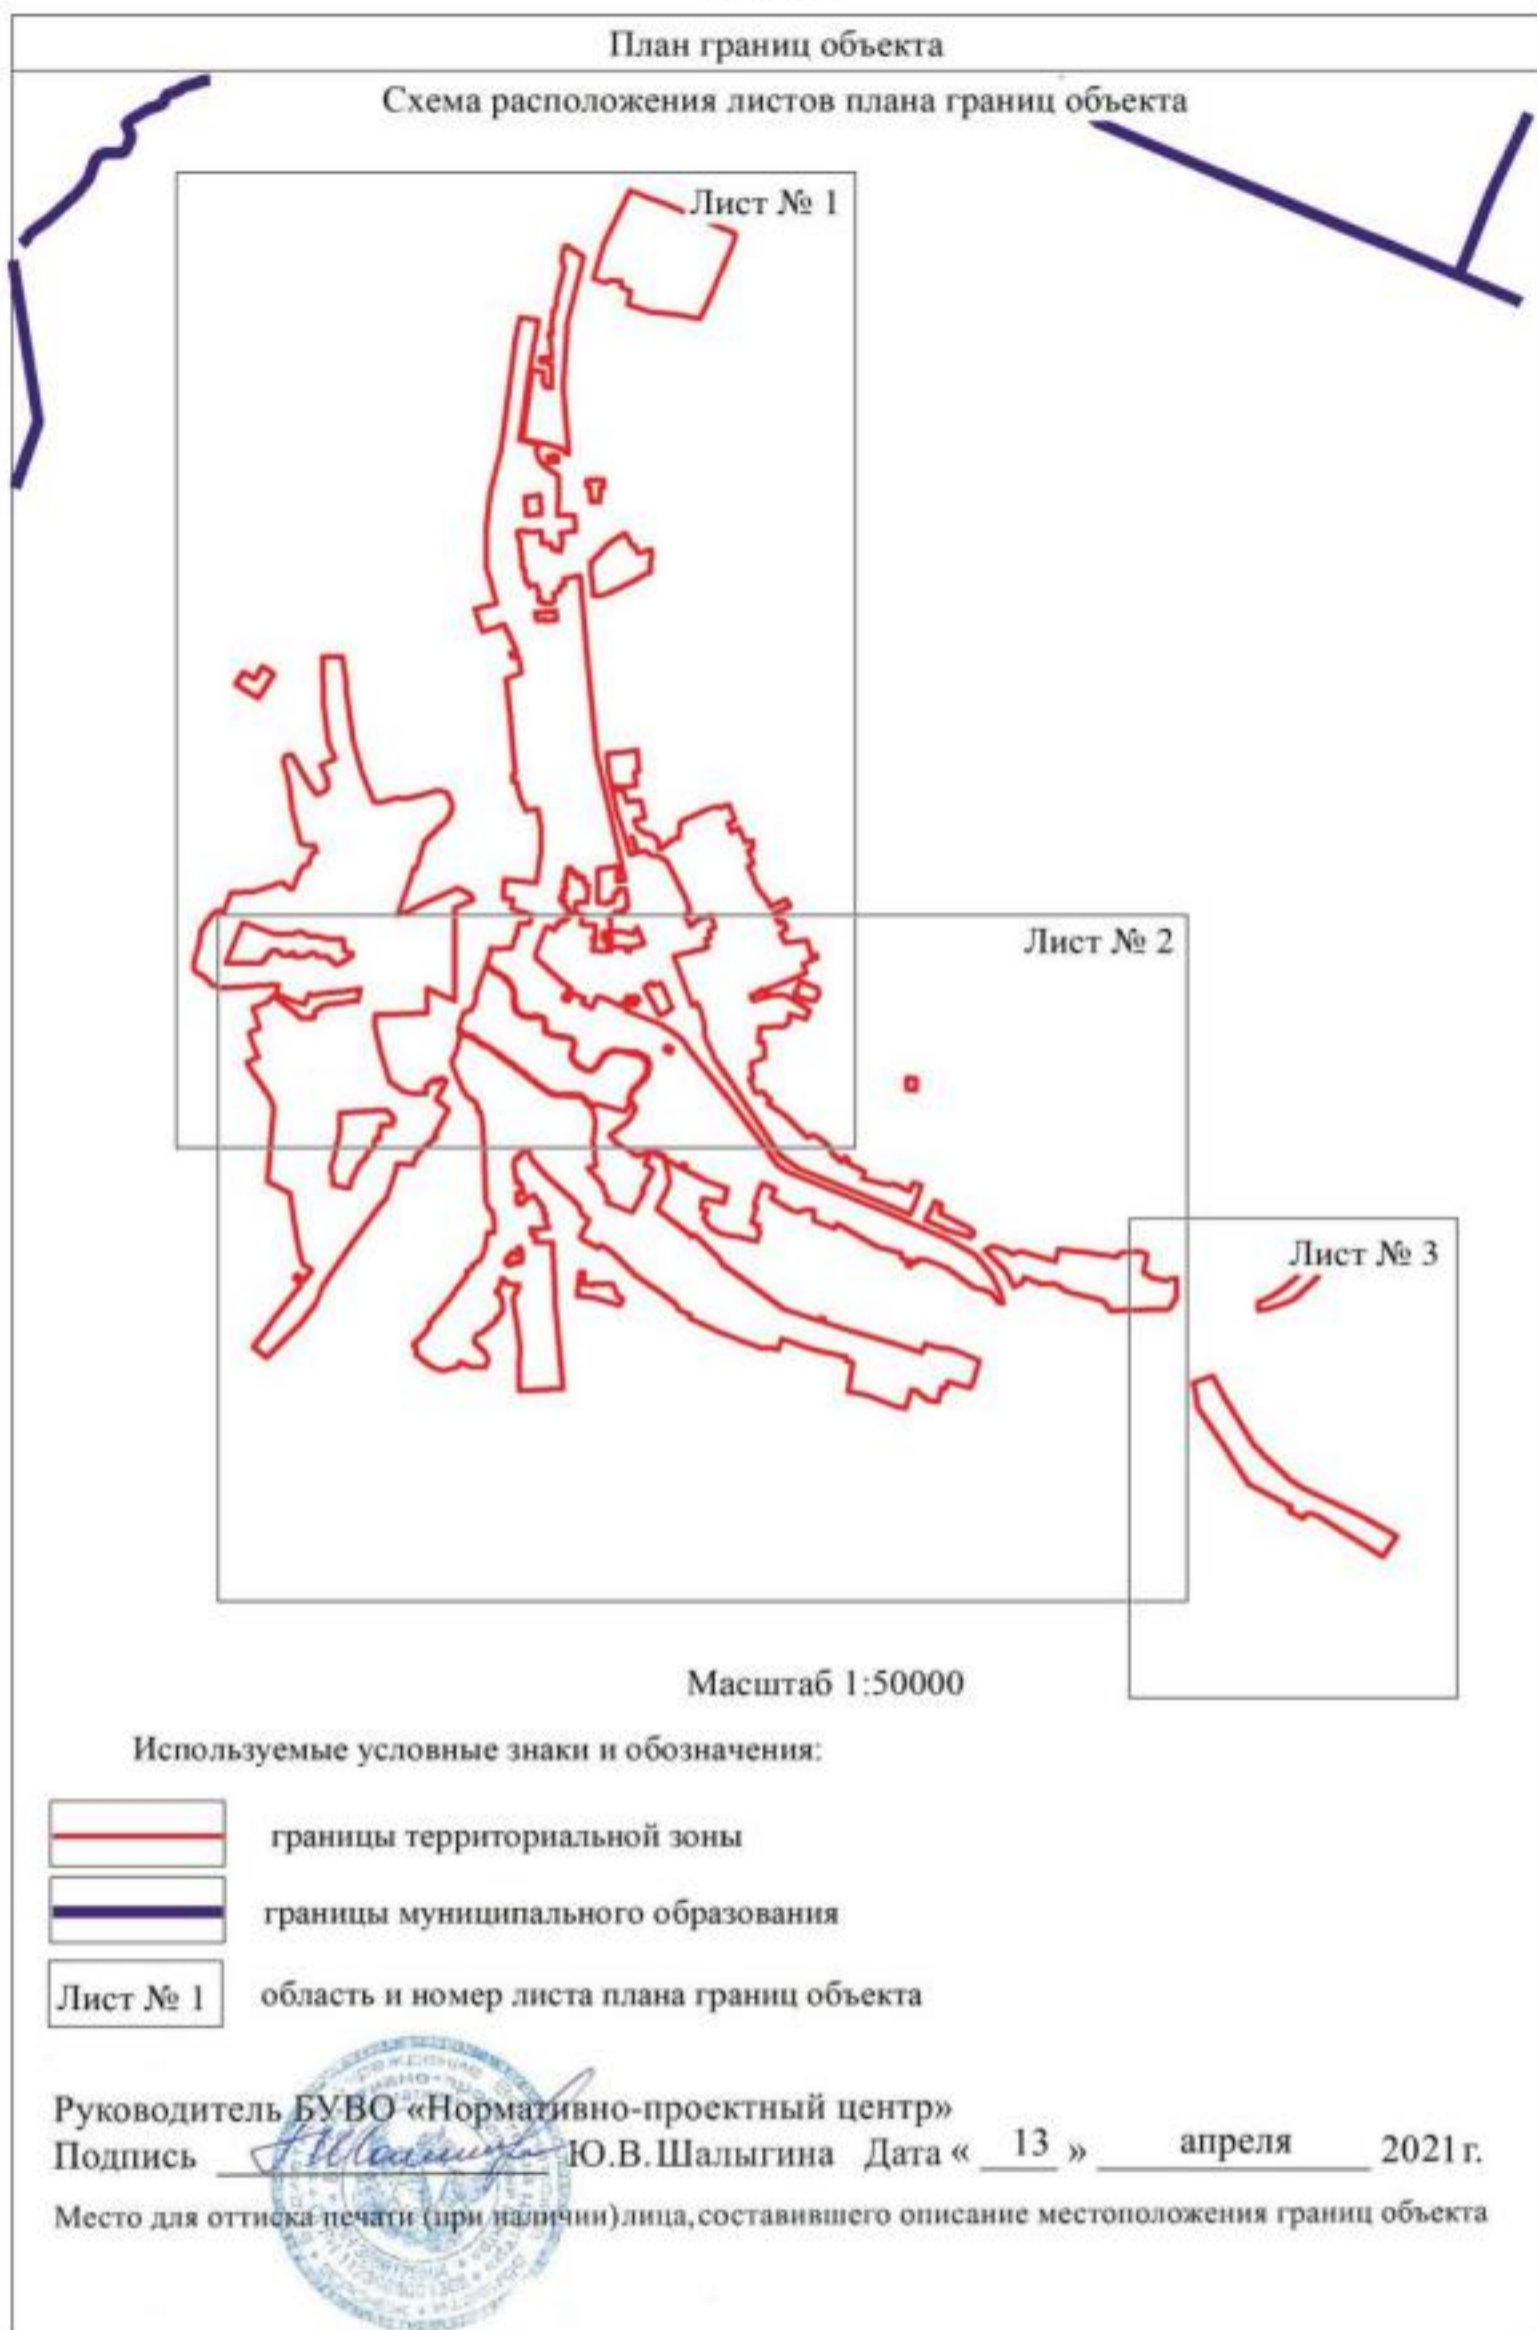 План границ объекта
Схема расположения листов плана границ объекта
Лист № 1
Лист № 2
Лист № 3
Масштаб 1:50000
Используемые условные знаки и обозначения:
границы территориальной зоны
границы муниципального образования
Лист № 1 область и номер листа плана границ объекта
Руководитель БУВО «Нормативно-проектный центр»
Подпись Ю.В.Шалыгина Дата « 13 » апреля 2021 г.
Место для оттиска печати (при наличии) лица, составившего описание местоположения границ объекта